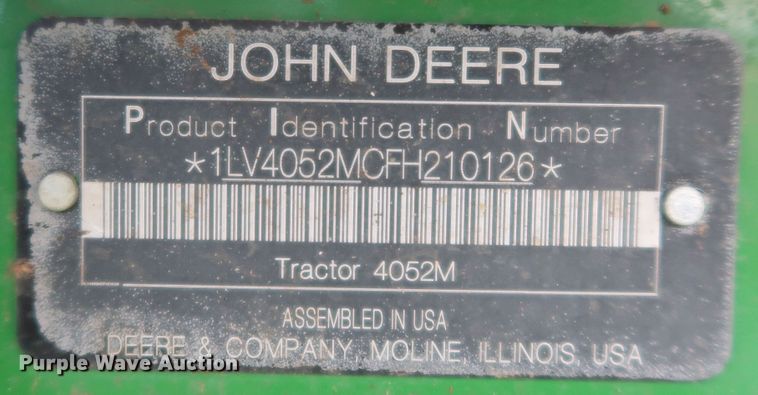 JOHN DEERE
Product Identification Number
*1LV4052MCFH210126*
Tractor 4052M
ASSEMBLED IN USA
DEERE & COMPANY, MOLINE, ILLINOIS, USA
Purple Wave Auction